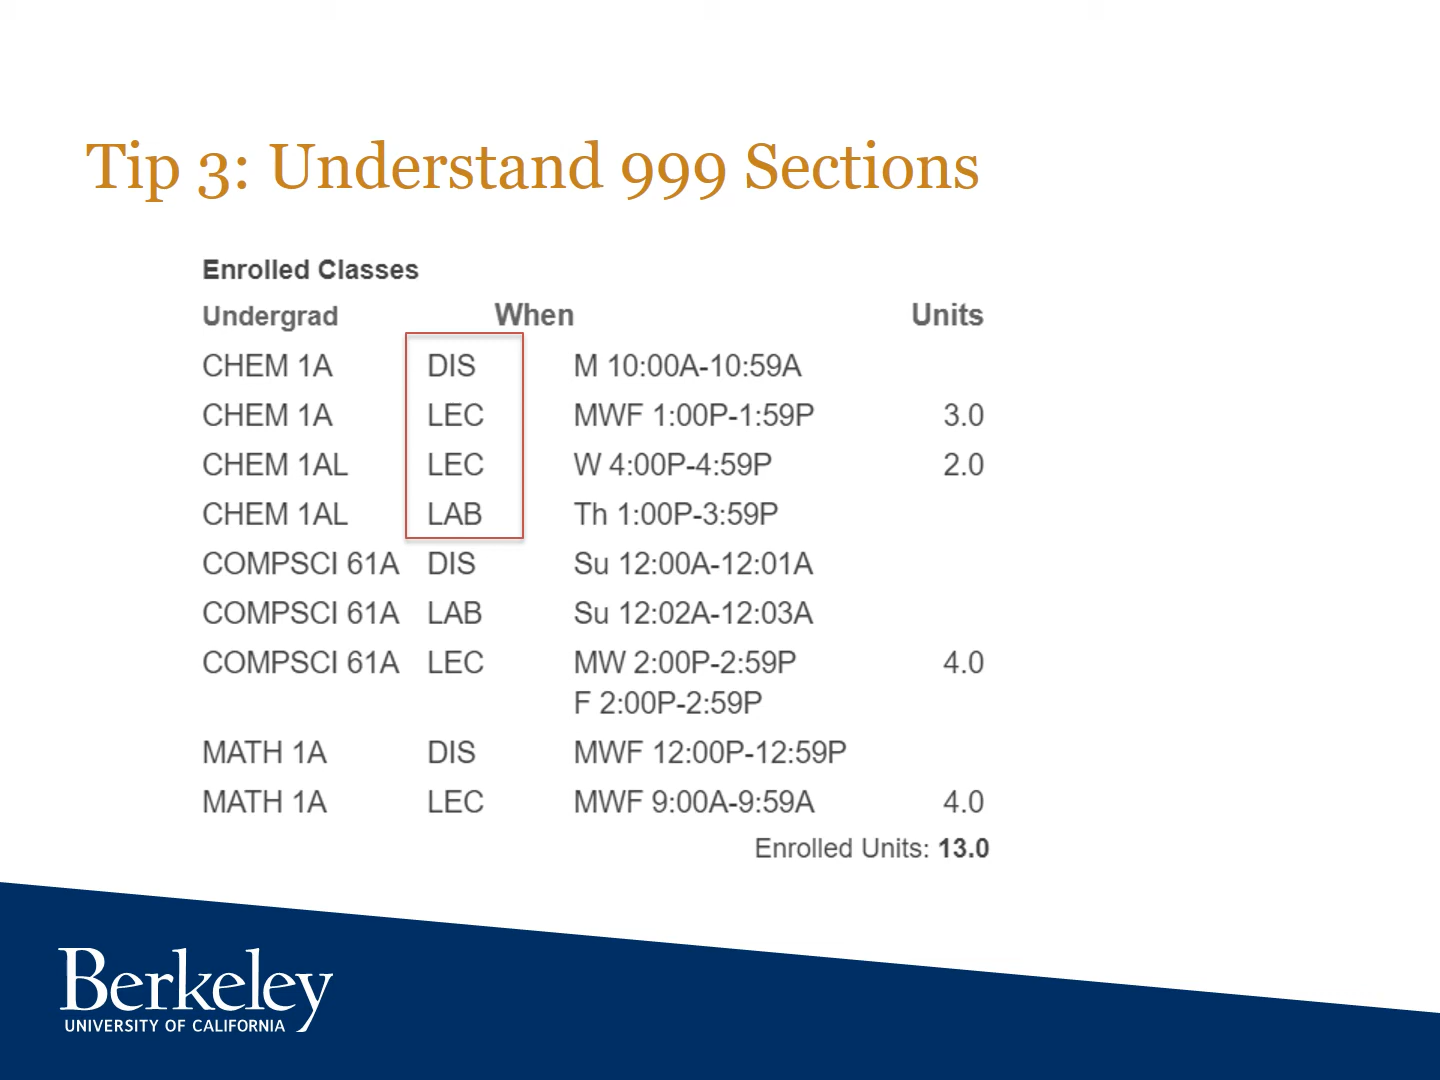 Tip 3: Understand 999 Sections
Enrolled Classes
Undergrad When Units
CHEM 1A DIS M 10:00A-10:59A
CHEM 1A LEC MWF 1:00P-1:59P 3.0
CHEM 1AL LEC W 4:00P-4:59P 2.0
CHEM 1AL LAB Th 1:00P-3:59P
COMPSCI 61A DIS Su 12:00A-12:01A
COMPSCI 61A LAB Su 12:02A-12:03A
COMPSCI 61A LEC MW 2:00P-2:59P 4.0
F 2:00P-2:59P
MATH 1A DIS MWF 12:00P-12:59P
MATH 1A LEC MWF 9:00A-9:59A 4.0
Enrolled Units: 13.0
Berkeley
UNIVERSITY OF CALIFORNIA